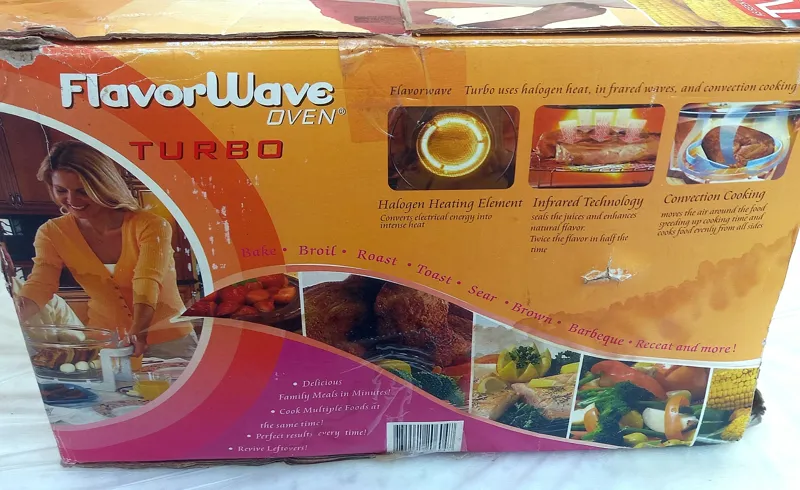 FlavorWave
OVEN®
TURBO
Flavorwave Turbo uses halogen heat, in frared waves, and convection cooking
Halogen Heating Element
Converts electrical energy into
intense heat
Infrared Technology
seals the juices and enhances
natural flavor.
Twice the flavor in half the
time
Convection Cooking
moves the air around the food
speeding up cooking time and
cooks food evenly from all sides
Bake • Broil • Roast • Toast • Sear • Brown • Barbeque • Receat and more!
• Delicious
Family Meals in Minutes!
• Cook Multiple Foods at
the same time!
• Perfect results every time!
• Revive Leftovers!